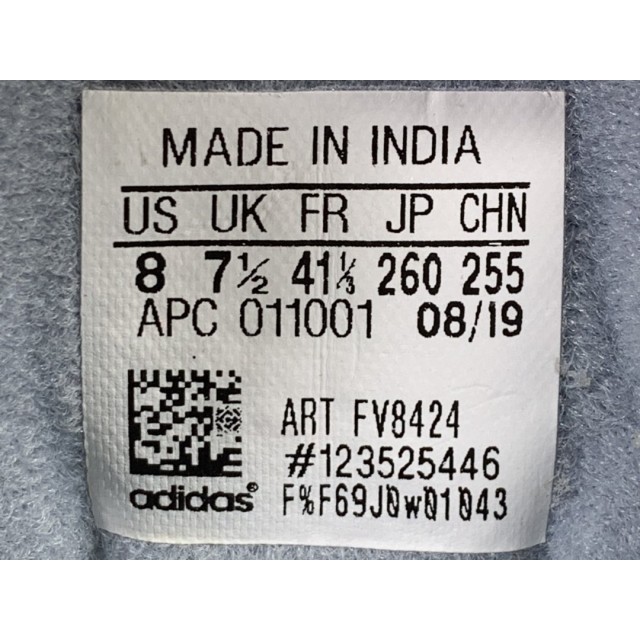 MADE IN INDIA
US UK FR JP CHN
8 7½ 41⅓ 260 255
APC 011001 08/19
ART FV8424
#123525446
adidas® F%F69J0w01043